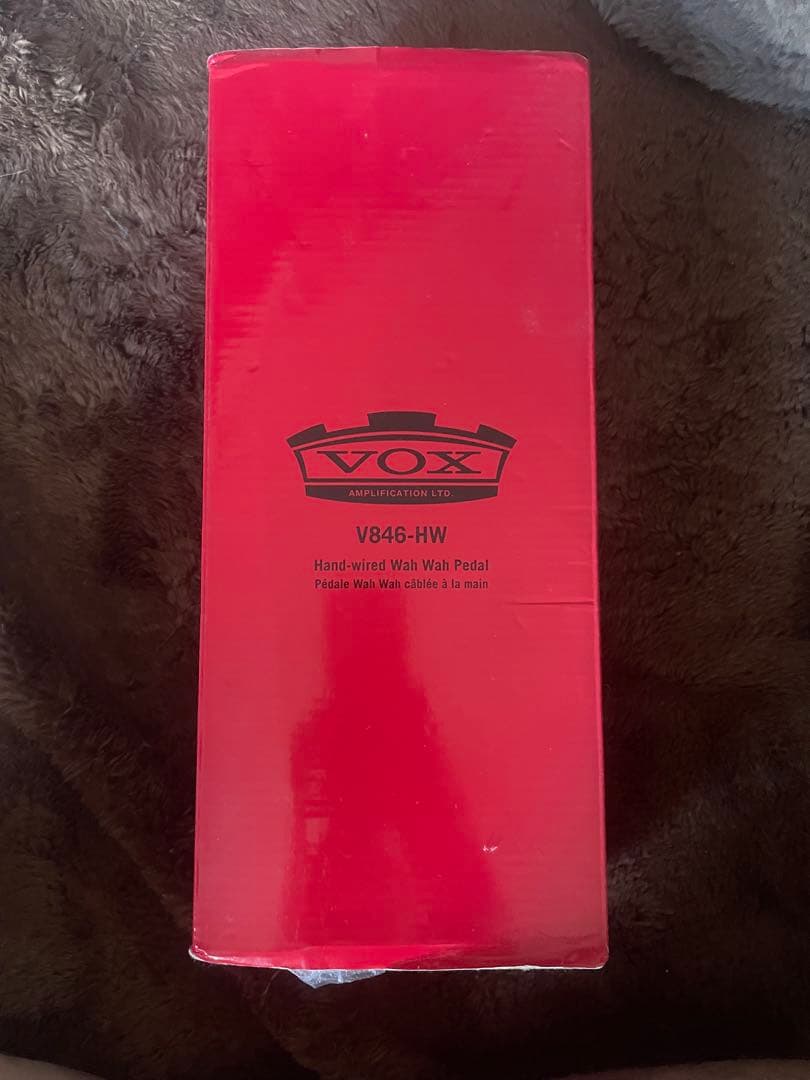 VOX
AMPLIFICATION LTD.
V846-HW
Hand-wired Wah Wah Pedal
Pédale Wah Wah câblée à la main